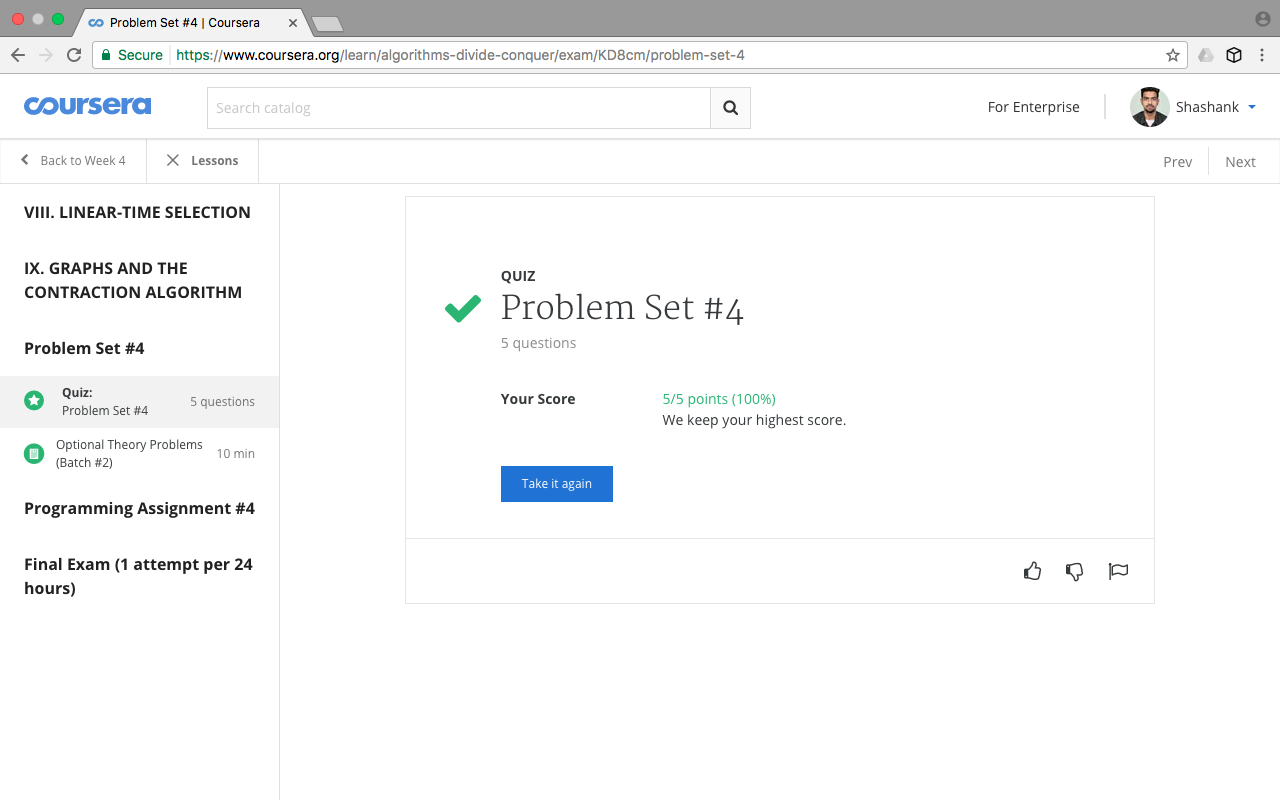 Problem Set #4 | Coursera
Secure https://www.coursera.org/learn/algorithms-divide-conquer/exam/KD8cm/problem-set-4
coursera
Search catalog
For Enterprise
Shashank
Back to Week 4
Lessons
Prev
Next
VIII. LINEAR-TIME SELECTION
IX. GRAPHS AND THE
CONTRACTION ALGORITHM
Problem Set #4
Quiz:
Problem Set #4
5 questions
Optional Theory Problems
(Batch #2)
10 min
Programming Assignment #4
Final Exam (1 attempt per 24
hours)
QUIZ
Problem Set #4
5 questions
Your Score
5/5 points (100%)
We keep your highest score.
Take it again